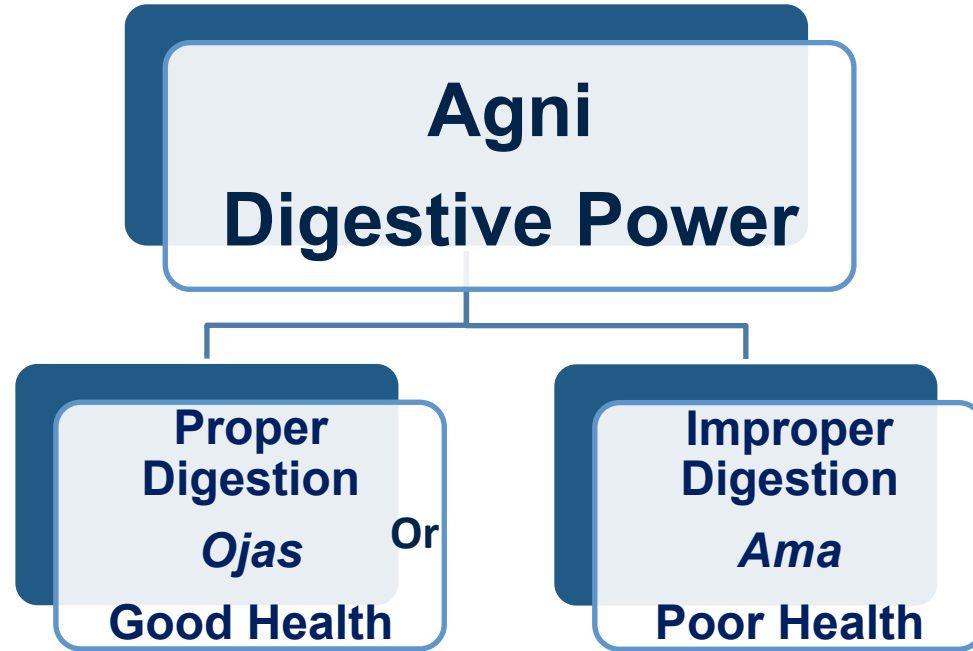 Agni
Digestive Power
Proper
Digestion
Ojas
Good Health
Or
Improper
Digestion
Ama
Poor Health